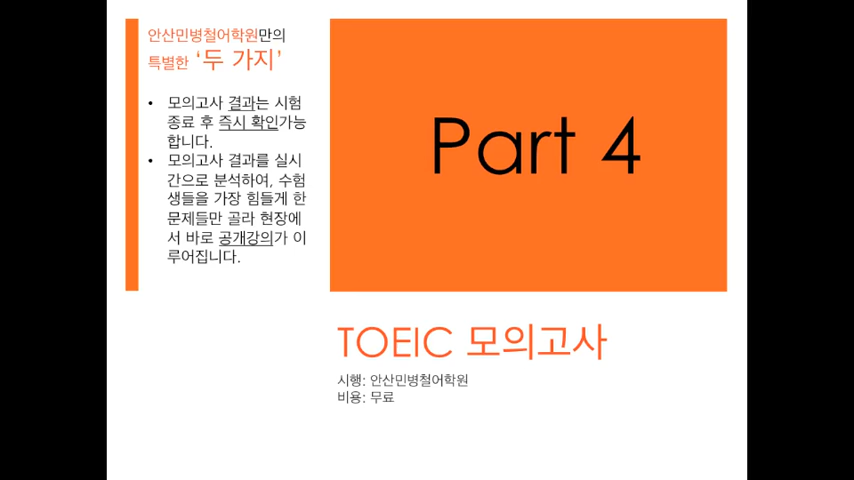 안산민병철어학원만의
특별한 ‘두 가지’
• 모의고사 결과는 시험
종료 후 즉시 확인가능
합니다.
• 모의고사 결과를 실시
간으로 분석하여, 수험
생들을 가장 힘들게 한
문제들만 골라 현장에
서 바로 공개강의가 이
루어집니다.
Part 4
TOEIC 모의고사
시행: 안산민병철어학원
비용: 무료